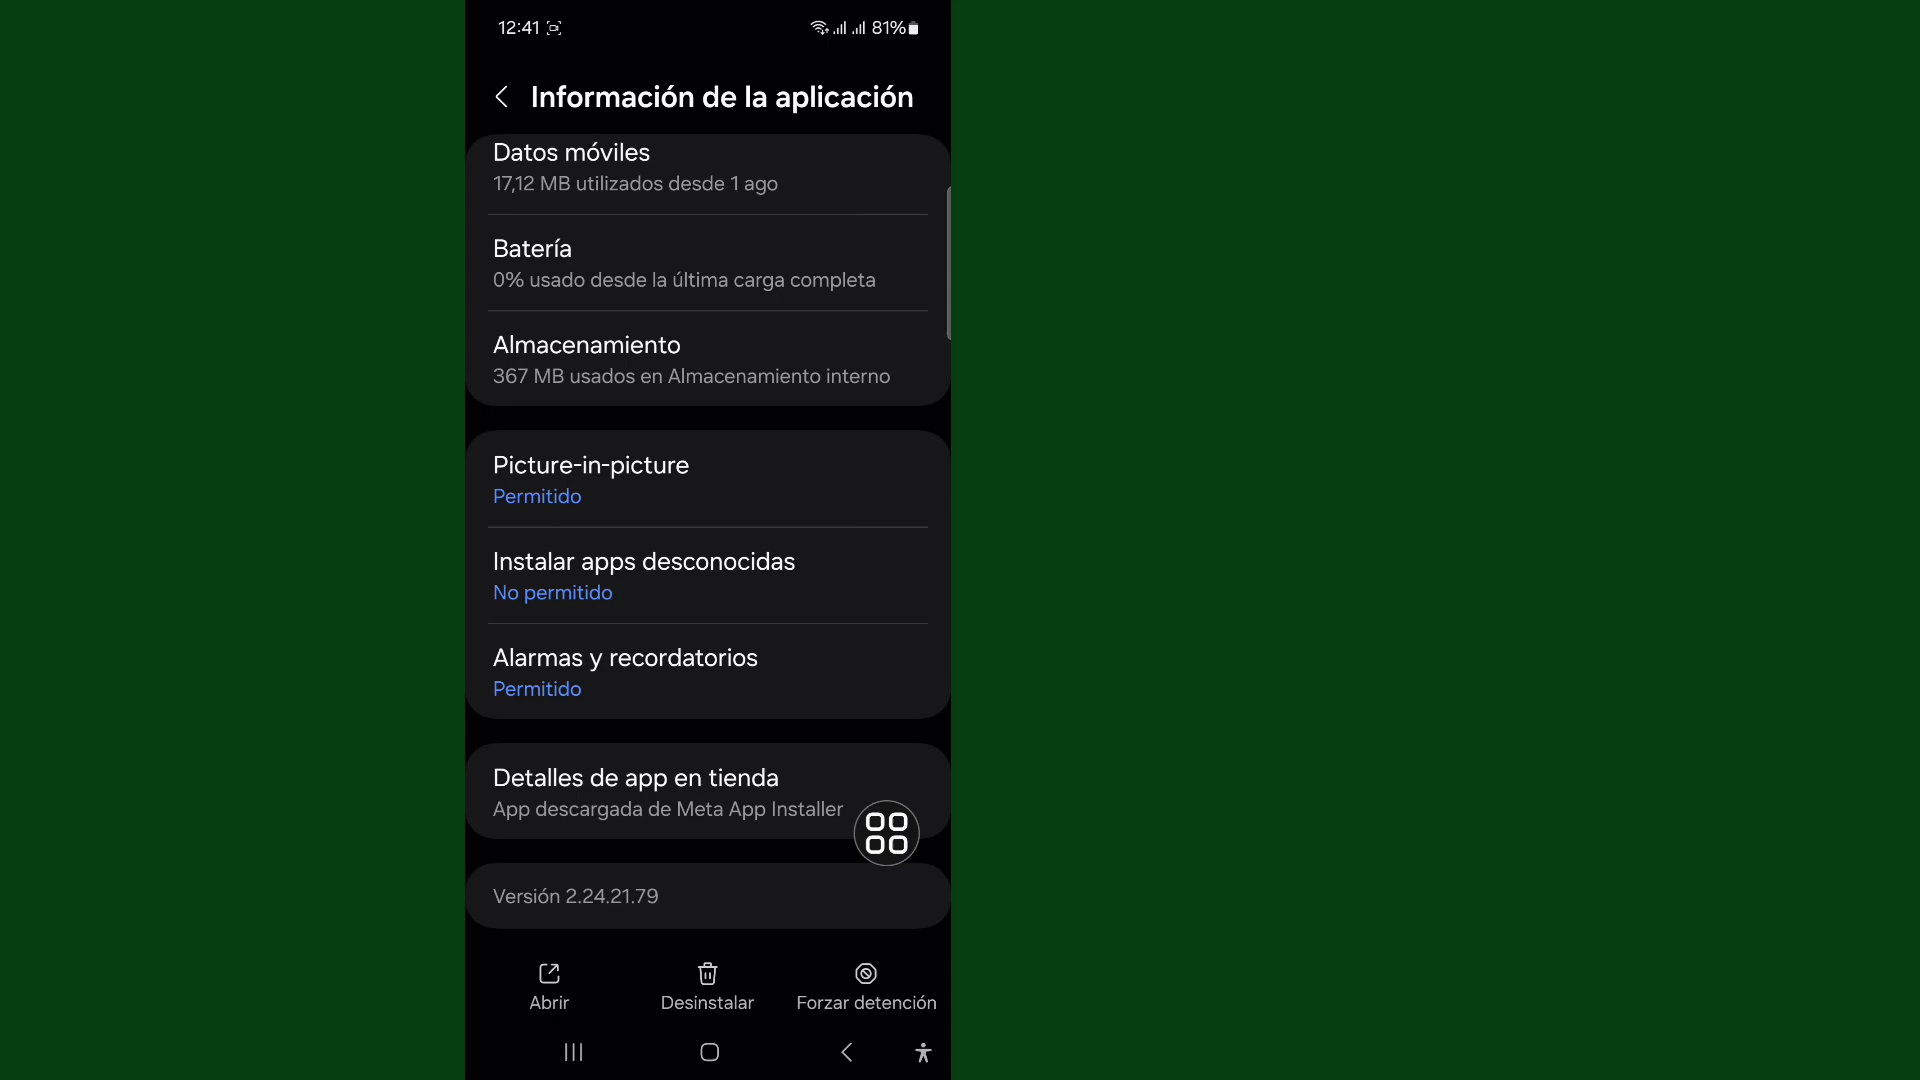 12:41 81%
Información de la aplicación
Datos móviles
17,12 MB utilizados desde 1 ago
Batería
0% usado desde la última carga completa
Almacenamiento
367 MB usados en Almacenamiento interno
Picture-in-picture
Permitido
Instalar apps desconocidas
No permitido
Alarmas y recordatorios
Permitido
Detalles de app en tienda
App descargada de Meta App Installer
Versión 2.24.21.79
Abrir Desinstalar Forzar detención